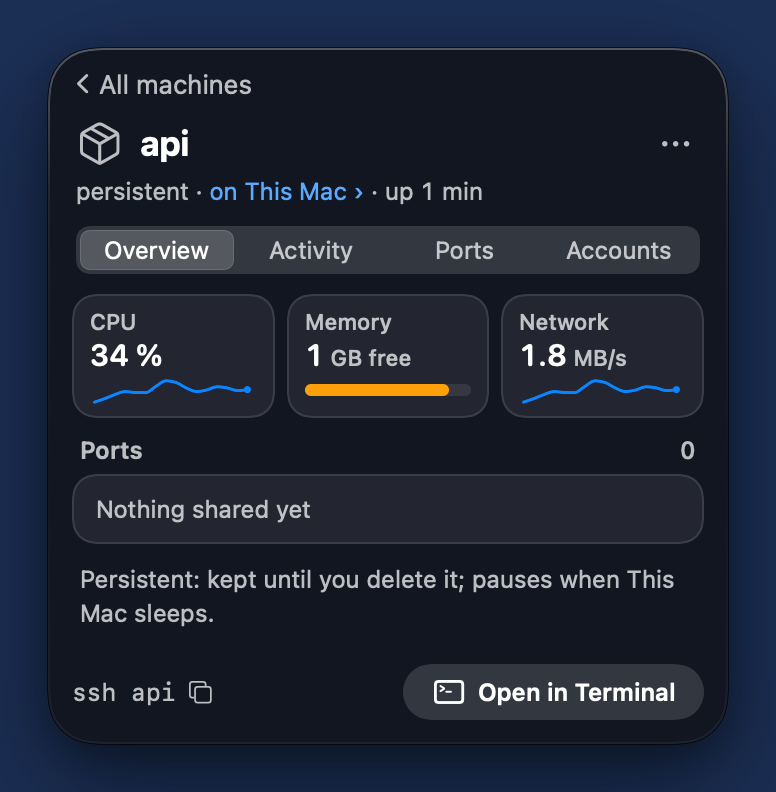 All machines
api
persistent · on This Mac › · up 1 min
Overview Activity Ports Accounts
CPU Memory Network
34 % 1 GB free 1.8 MB/s
Ports 0
Nothing shared yet
Persistent: kept until you delete it; pauses when This
Mac sleeps.
ssh api Open in Terminal